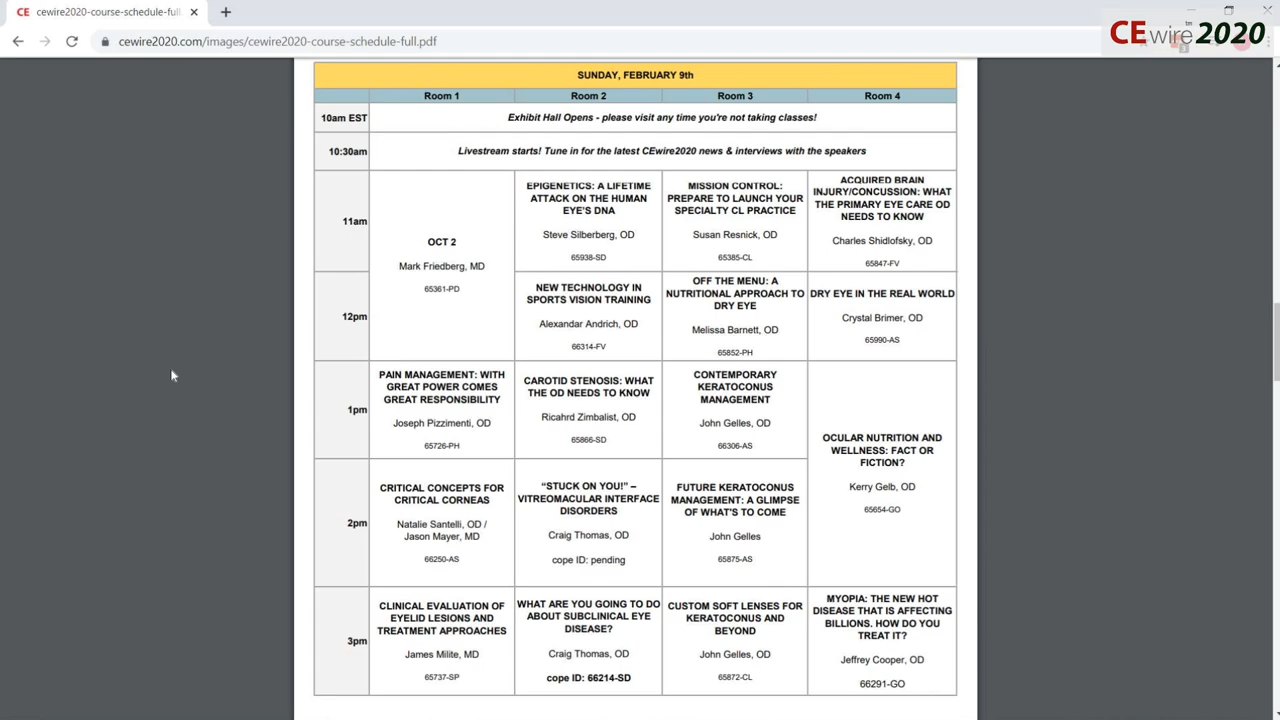 CE cewire2020-course-schedule-full
cewire2020.com/images/cewire2020-course-schedule-full.pdf
CEwire2020™
SUNDAY, FEBRUARY 9th
Room 1 Room 2 Room 3 Room 4
10am EST
Exhibit Hall Opens - please visit any time you're not taking classes!
10:30am
Livestream starts! Tune in for the latest CEwire2020 news & interviews with the speakers
11am
OCT 2
Mark Friedberg, MD
65361-PD
EPIGENETICS: A LIFETIME
ATTACK ON THE HUMAN
EYE'S DNA
Steve Silberberg, OD
65938-SD
MISSION CONTROL:
PREPARE TO LAUNCH YOUR
SPECIALTY CL PRACTICE
Susan Resnick, OD
65385-CL
ACQUIRED BRAIN
INJURY/CONCUSSION: WHAT
THE PRIMARY EYE CARE OD
NEEDS TO KNOW
Charles Shidlofsky, OD
65847-FV
12pm
NEW TECHNOLOGY IN
SPORTS VISION TRAINING
Alexandar Andrich, OD
66314-FV
OFF THE MENU: A
NUTRITIONAL APPROACH TO
DRY EYE
Melissa Barnett, OD
65852-PH
DRY EYE IN THE REAL WORLD
Crystal Brimer, OD
65990-AS
1pm
PAIN MANAGEMENT: WITH
GREAT POWER COMES
GREAT RESPONSIBILITY
Joseph Pizzimenti, OD
65726-PH
CAROTID STENOSIS: WHAT
THE OD NEEDS TO KNOW
Ricahrd Zimbalist, OD
65866-SD
CONTEMPORARY
KERATOCONUS
MANAGEMENT
John Gelles, OD
66306-AS
OCULAR NUTRITION AND
WELLNESS: FACT OR
FICTION?
Kerry Gelb, OD
65654-GO
2pm
CRITICAL CONCEPTS FOR
CRITICAL CORNEAS
Natalie Santelli, OD /
Jason Mayer, MD
66250-AS
“STUCK ON YOU!” –
VITREOMACULAR INTERFACE
DISORDERS
Craig Thomas, OD
cope ID: pending
FUTURE KERATOCONUS
MANAGEMENT: A GLIMPSE
OF WHAT'S TO COME
John Gelles
65875-AS
3pm
CLINICAL EVALUATION OF
EYELID LESIONS AND
TREATMENT APPROACHES
James Milite, MD
65737-SP
WHAT ARE YOU GOING TO DO
ABOUT SUBCLINICAL EYE
DISEASE?
Craig Thomas, OD
cope ID: 66214-SD
CUSTOM SOFT LENSES FOR
KERATOCONUS AND
BEYOND
John Gelles, OD
65872-CL
MYOPIA: THE NEW HOT
DISEASE THAT IS AFFECTING
BILLIONS. HOW DO YOU
TREAT IT?
Jeffrey Cooper, OD
66291-GO